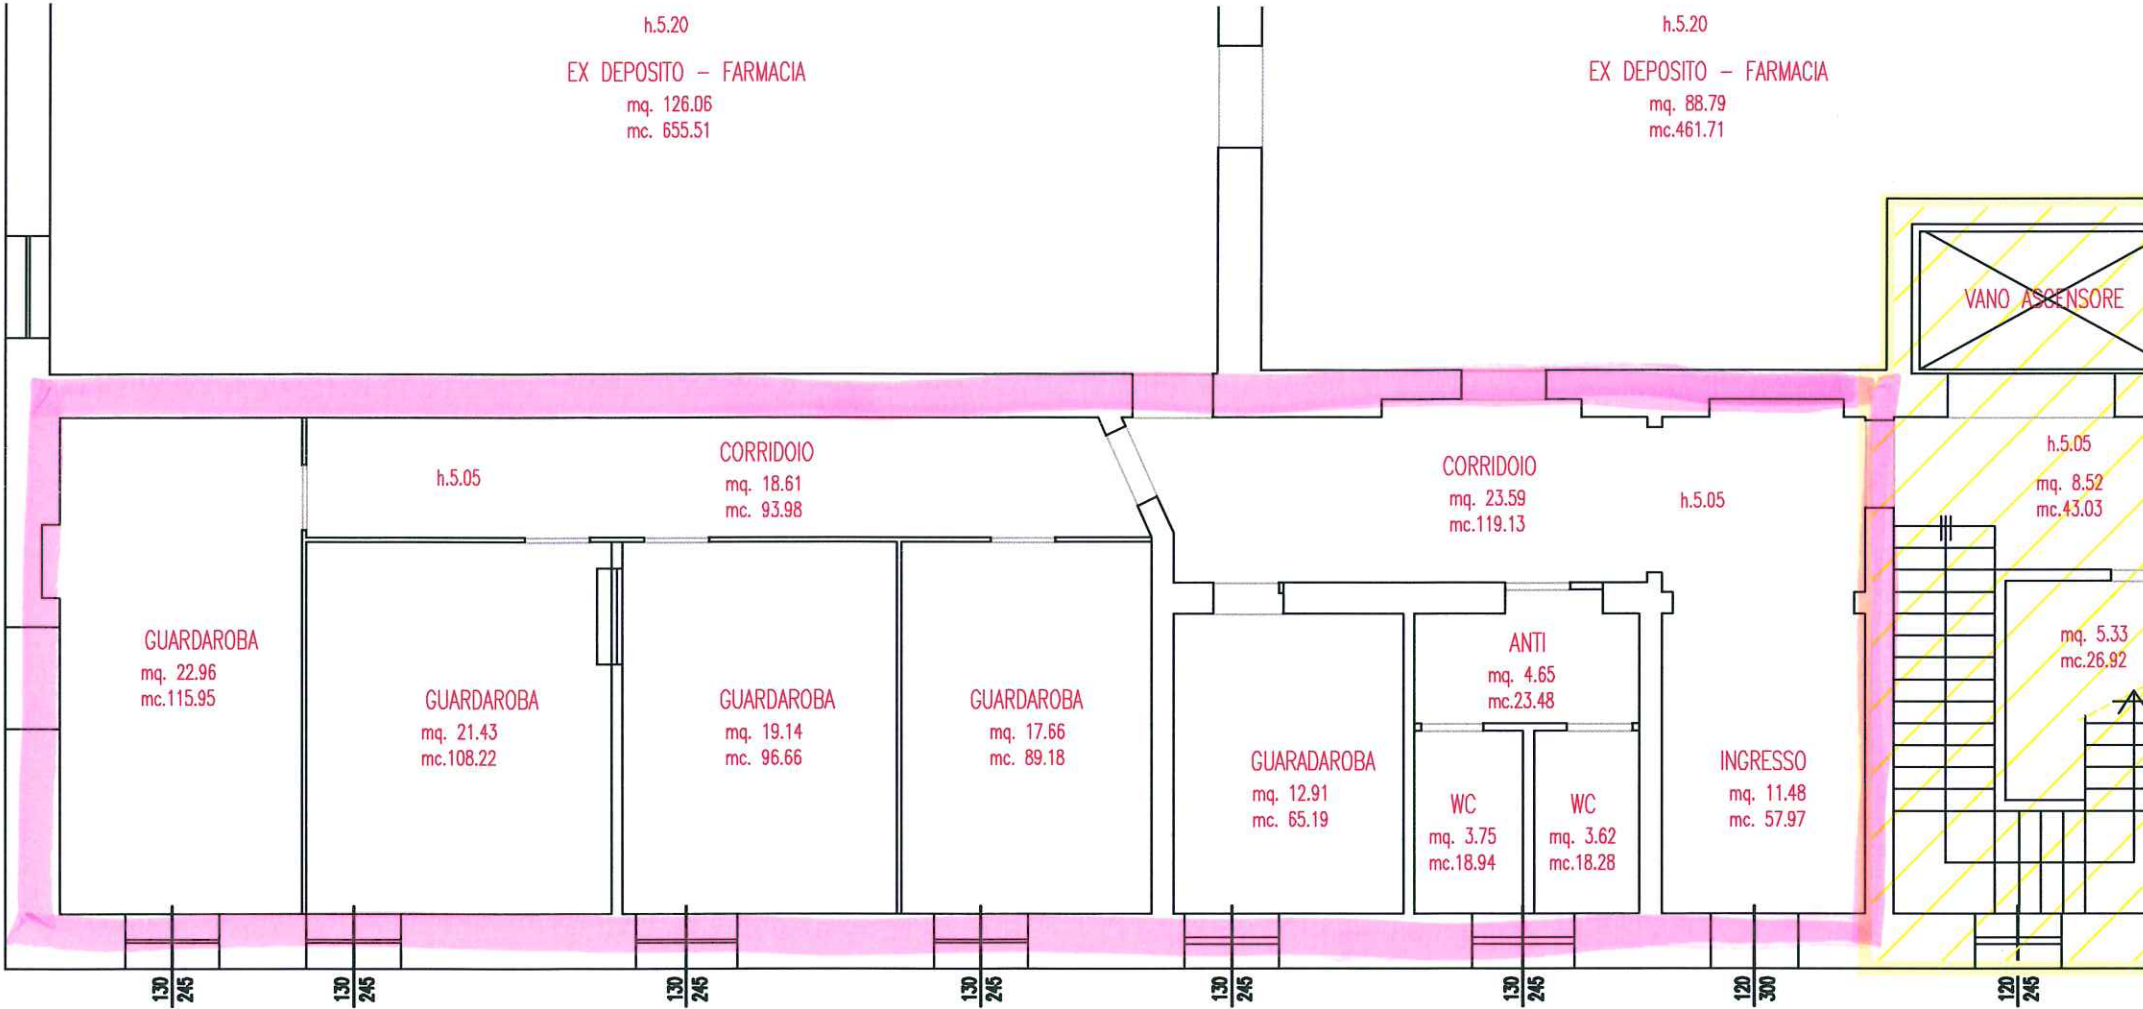 h.5.20
EX DEPOSITO – FARMACIA
mq. 126.06
mc. 655.51
h.5.20
EX DEPOSITO – FARMACIA
mq. 88.79
mc.461.71
VANO ASCENSORE
CORRIDOIO
mq. 18.61
mc. 93.98
h.5.05
CORRIDOIO
mq. 23.59
mc.119.13
h.5.05
h.5.05
mq. 8.52
mc.43.03
GUARDAROBA
mq. 22.96
mc.115.95
GUARDAROBA
mq. 21.43
mc.108.22
GUARDAROBA
mq. 19.14
mc. 96.66
GUARDAROBA
mq. 17.66
mc. 89.18
GUARADAROBA
mq. 12.91
mc. 65.19
ANTI
mq. 4.65
mc.23.48
WC
mq. 3.75
mc.18.94
WC
mq. 3.62
mc.18.28
INGRESSO
mq. 11.48
mc. 57.97
mq. 5.33
mc.26.92
130
245
130
245
130
245
130
245
130
245
130
245
120
300
120
245